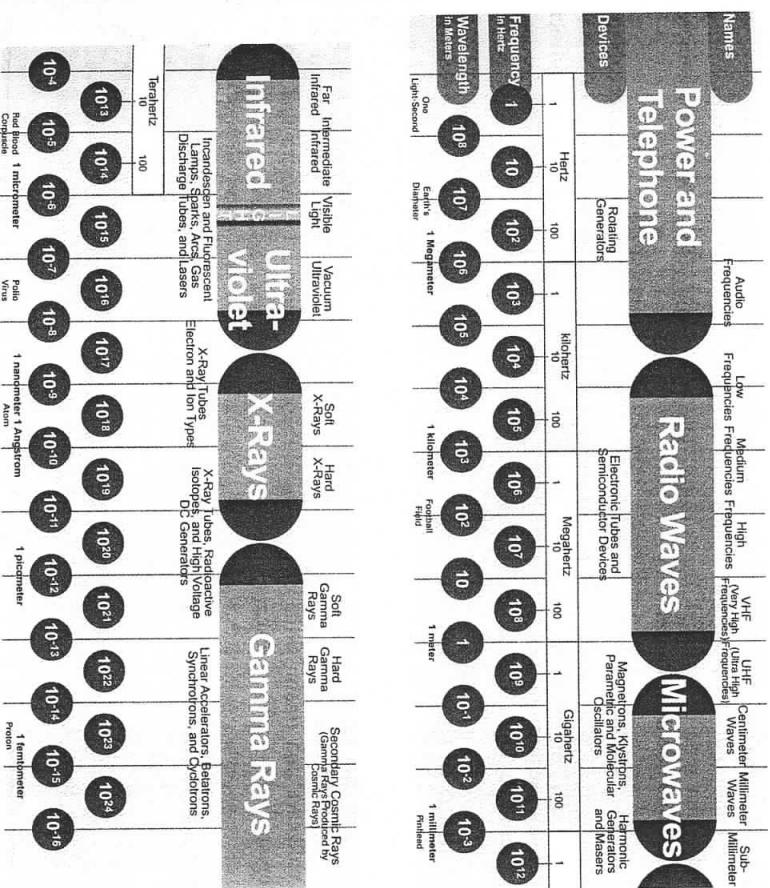 Names
Audio Frequencies
Low Frequencies
Medium Frequencies
High Frequencies
VHF (Very High Frequencies)
UHF (Ultra High Frequencies)
Centimeter Waves
Millimeter Waves
Sub-Millimeter
Power and Telephone
Radio Waves
Microwaves
Devices
Rotating Generators
Electronic Tubes and Semiconductor Devices
Magnetrons, Klystrons, Parametric and Molecular Oscillators
Harmonic Generators and Masers
Hertz
kilohertz
Megahertz
Gigahertz
1 10 100 1 10 100 1 10 100 1 10 100 1
Frequency in Hertz
1 10 10² 10³ 10⁴ 10⁵ 10⁶ 10⁷ 10⁸ 10⁹ 10¹⁰ 10¹¹ 10¹²
Wavelength in Meters
10⁸ 10⁷ 10⁶ 10⁵ 10⁴ 10³ 10² 10 1 10⁻¹ 10⁻² 10⁻³
One Light-Second
Earth's Diameter
1 Megameter
1 kilometer
Football Field
1 meter
1 millimeter
Pinhead
Far Infrared
Intermediate Infrared
Visible Light
Vacuum Ultraviolet
Soft X-Rays
Hard X-Rays
Soft Gamma Rays
Hard Gamma Rays
Secondary Cosmic Rays (Gamma Rays Produced by Cosmic Rays)
Infrared
LIGHT
Ultra-violet
X-Rays
Gamma Rays
Incandescen and Fluorescent Lamps, Sparks, Arcs, Gas Discharge Tubes, and Lasers
X-Ray Tubes Electron and Ion Types
X-Ray Tubes, Radioactive Isotopes, and High Voltage DC Generators
Linear Accelerators, Betatrons, Synchrotrons, and Cyclotrons
Terahertz
10 100
10¹³ 10¹⁴ 10¹⁵ 10¹⁶ 10¹⁷ 10¹⁸ 10¹⁹ 10²⁰ 10²¹ 10²² 10²³ 10²⁴
10⁻⁴ 10⁻⁵ 10⁻⁶ 10⁻⁷ 10⁻⁸ 10⁻⁹ 10⁻¹⁰ 10⁻¹¹ 10⁻¹² 10⁻¹³ 10⁻¹⁴ 10⁻¹⁵ 10⁻¹⁶
Red Blood Corpuscle
1 micrometer
Polio Virus
1 nanometer
1 Angstrom
Atom
1 picometer
1 femtometer
Proton